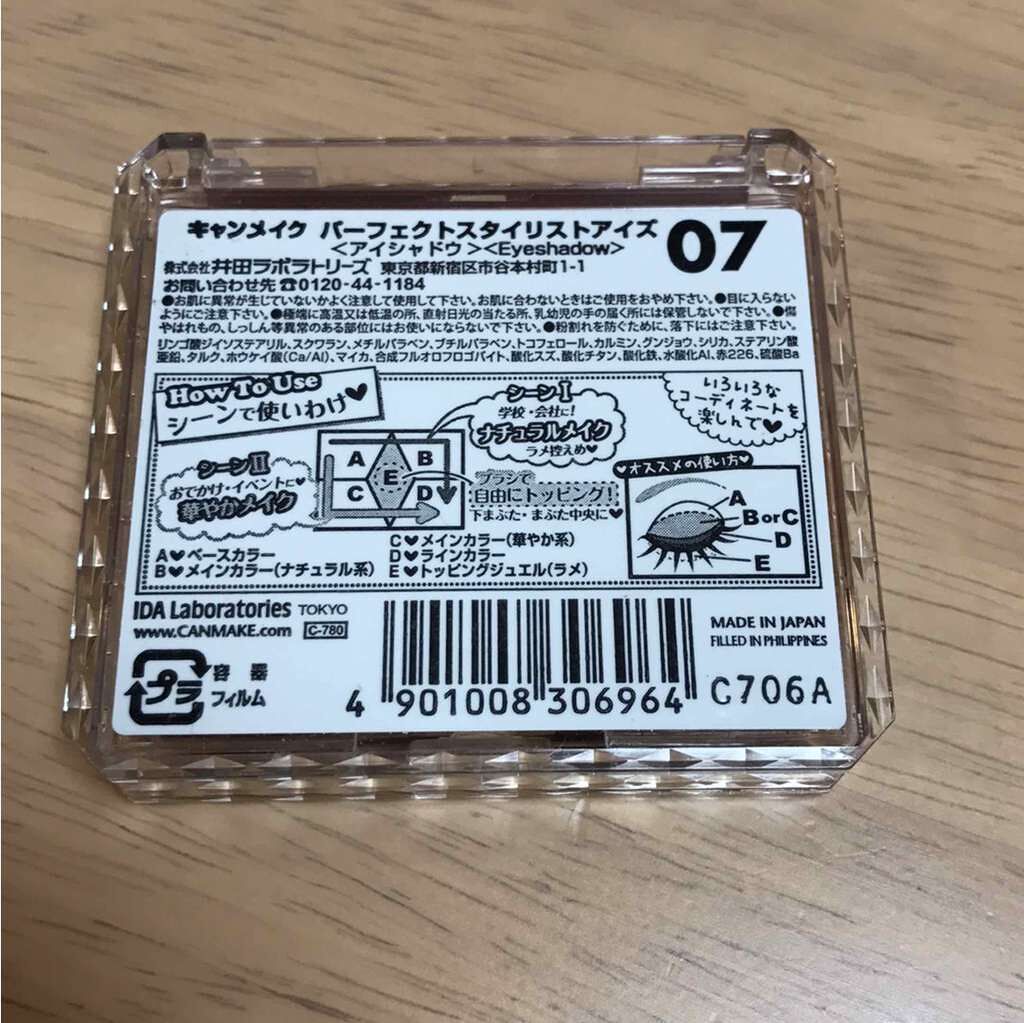 キャンメイク パーフェクトスタイリストアイズ 07
<アイシャドウ><Eyeshadow>
株式会社 井田ラボラトリーズ 東京都新宿区市谷本村町1-1
お問い合わせ先 ☎0120-44-1184
●お肌に異常が生じていないかよく注意して使用して下さい。お肌に合わないときはご使用をおやめ下さい。●目に入らない
ようにご注意下さい。●極端に高温又は低温の所、直射日光の当たる所、乳幼児の手の届く所には保管しないで下さい。●傷
やはれもの、しっしん等異常のある部位にはお使いにならないで下さい。●粉割れを防ぐために、落下にはご注意下さい。
リンゴ酸ジイソステアリル、スクワラン、メチルパラベン、ブチルパラベン、トコフェロール、カルミン、グンジョウ、シリカ、ステアリン酸
亜鉛、タルク、ホウケイ酸(Ca/Al)、マイカ、合成フルオロフロゴパイト、酸化スズ、酸化チタン、酸化鉄、水酸化Al、赤226、硫酸Ba
How To Use
シーンで使いわけ♥
シーンⅠ
学校・会社に!
ナチュラルメイク
ラメ控えめ♥
いろいろな
コーディネートを
楽しんで♥
シーンⅡ
おでかけ・イベントに♥
華やかメイク
A B
E
C D
ブラシで
自由にトッピング!
下まぶた・まぶた中央に♥
♥オススメの使い方♥
A
B or C
D
E
A♥ベースカラー
B♥メインカラー(ナチュラル系)
C♥メインカラー(華やか系)
D♥ラインカラー
E♥トッピングジュエル(ラメ)
IDA Laboratories TOKYO
www.CANMAKE.com C-780
MADE IN JAPAN
FILLED IN PHILIPPINES
プラ
容器
フィルム
4 901008 306964
C706A